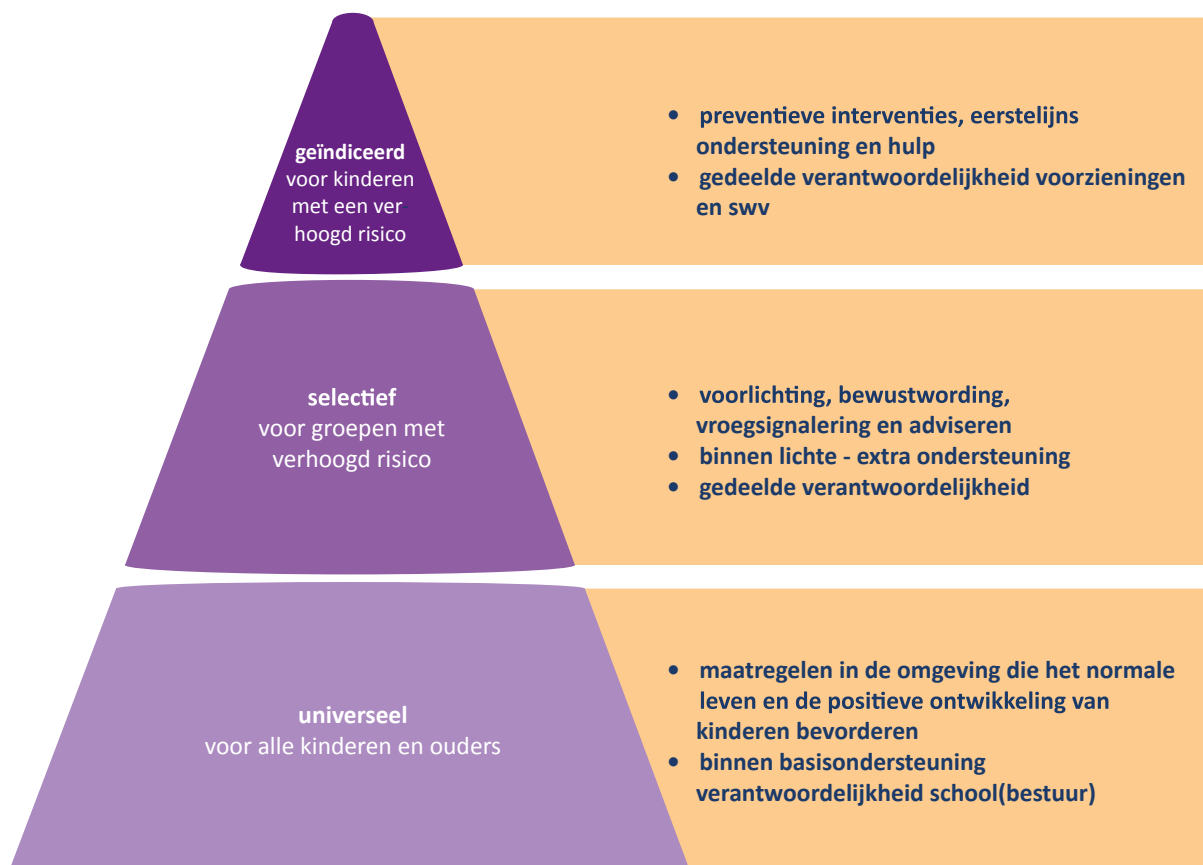 geïndiceerd
voor kinderen
met een ver
hoogd risico
• preventieve interventies, eerstelijns
ondersteuning en hulp
• gedeelde verantwoordelijkheid voorzieningen
en swv
selectief
voor groepen met
verhoogd risico
• voorlichting, bewustwording,
vroegsignalering en adviseren
• binnen lichte - extra ondersteuning
• gedeelde verantwoordelijkheid
universeel
voor alle kinderen en ouders
• maatregelen in de omgeving die het normale
leven en de positieve ontwikkeling van
kinderen bevorderen
• binnen basisondersteuning
verantwoordelijkheid school(bestuur)